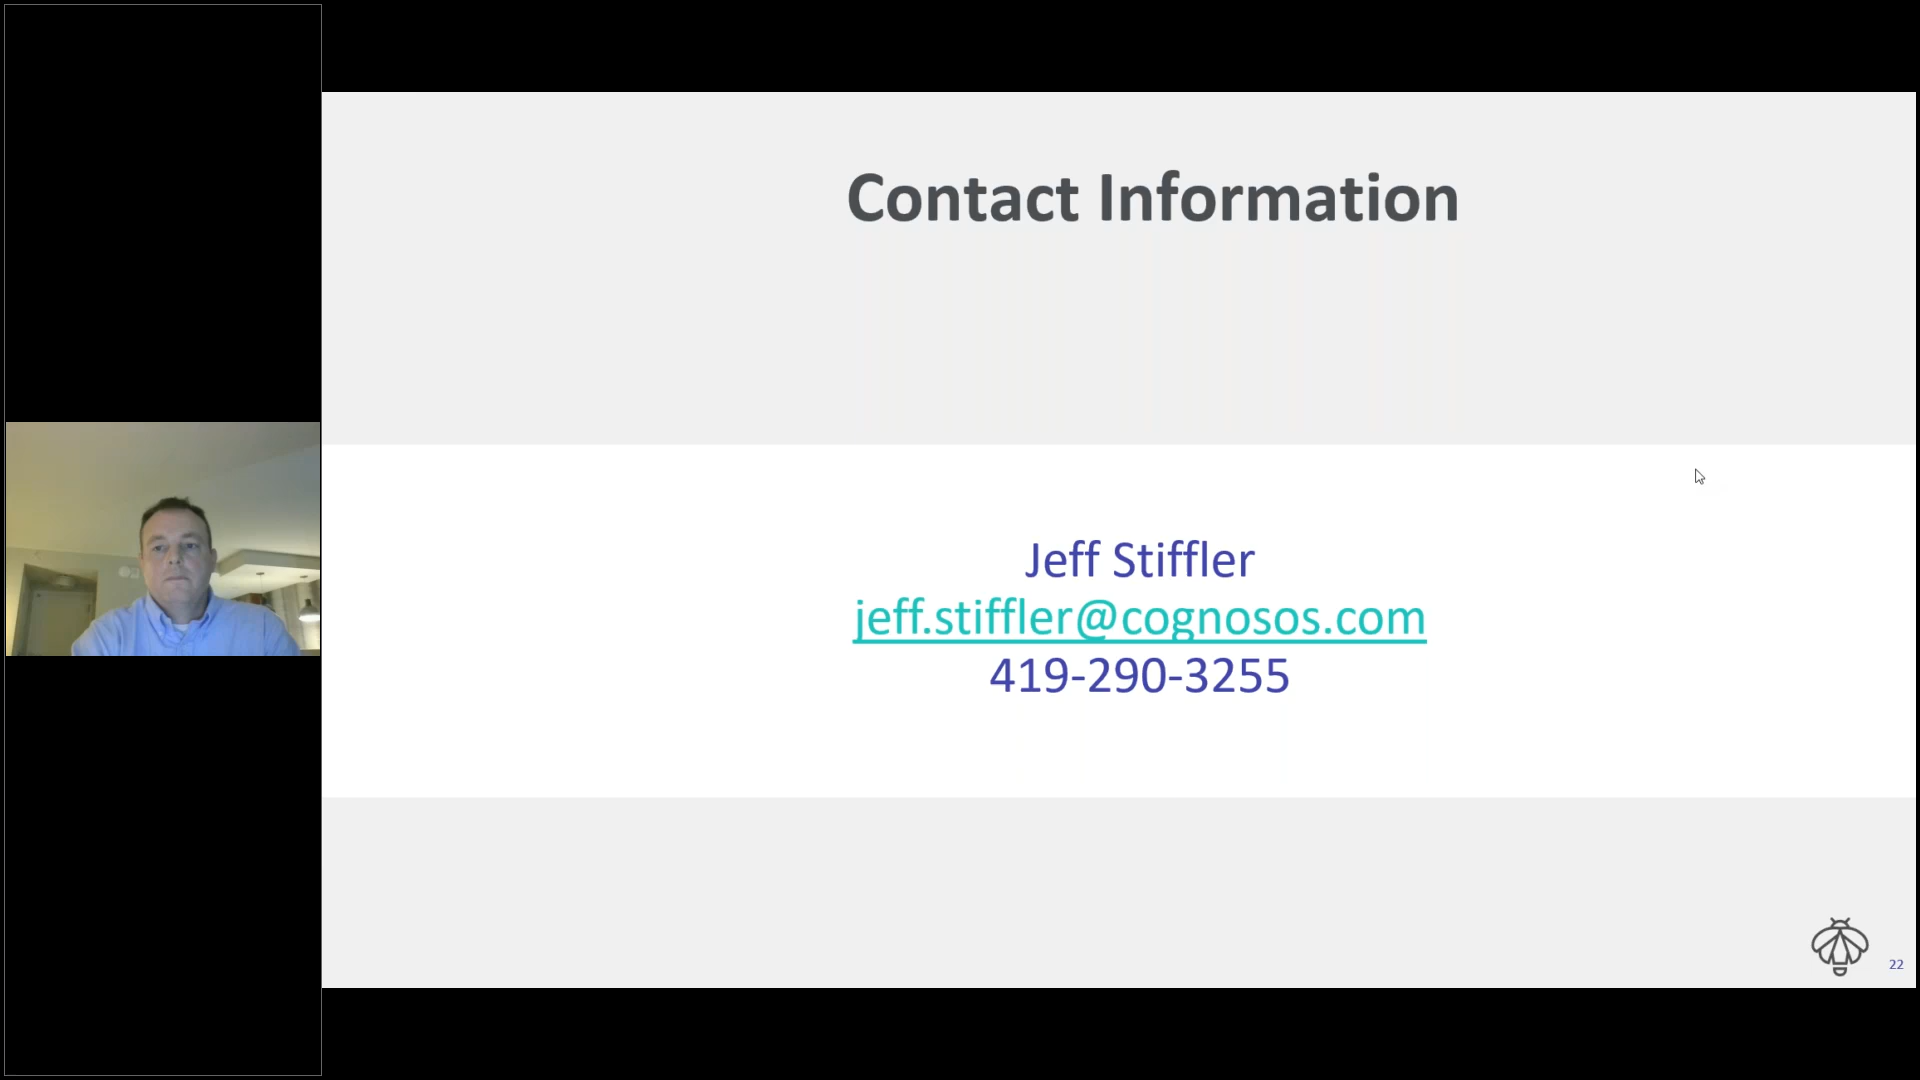 Contact Information
Jeff Stiffler
jeff.stiffler@cognosos.com
419-290-3255
22